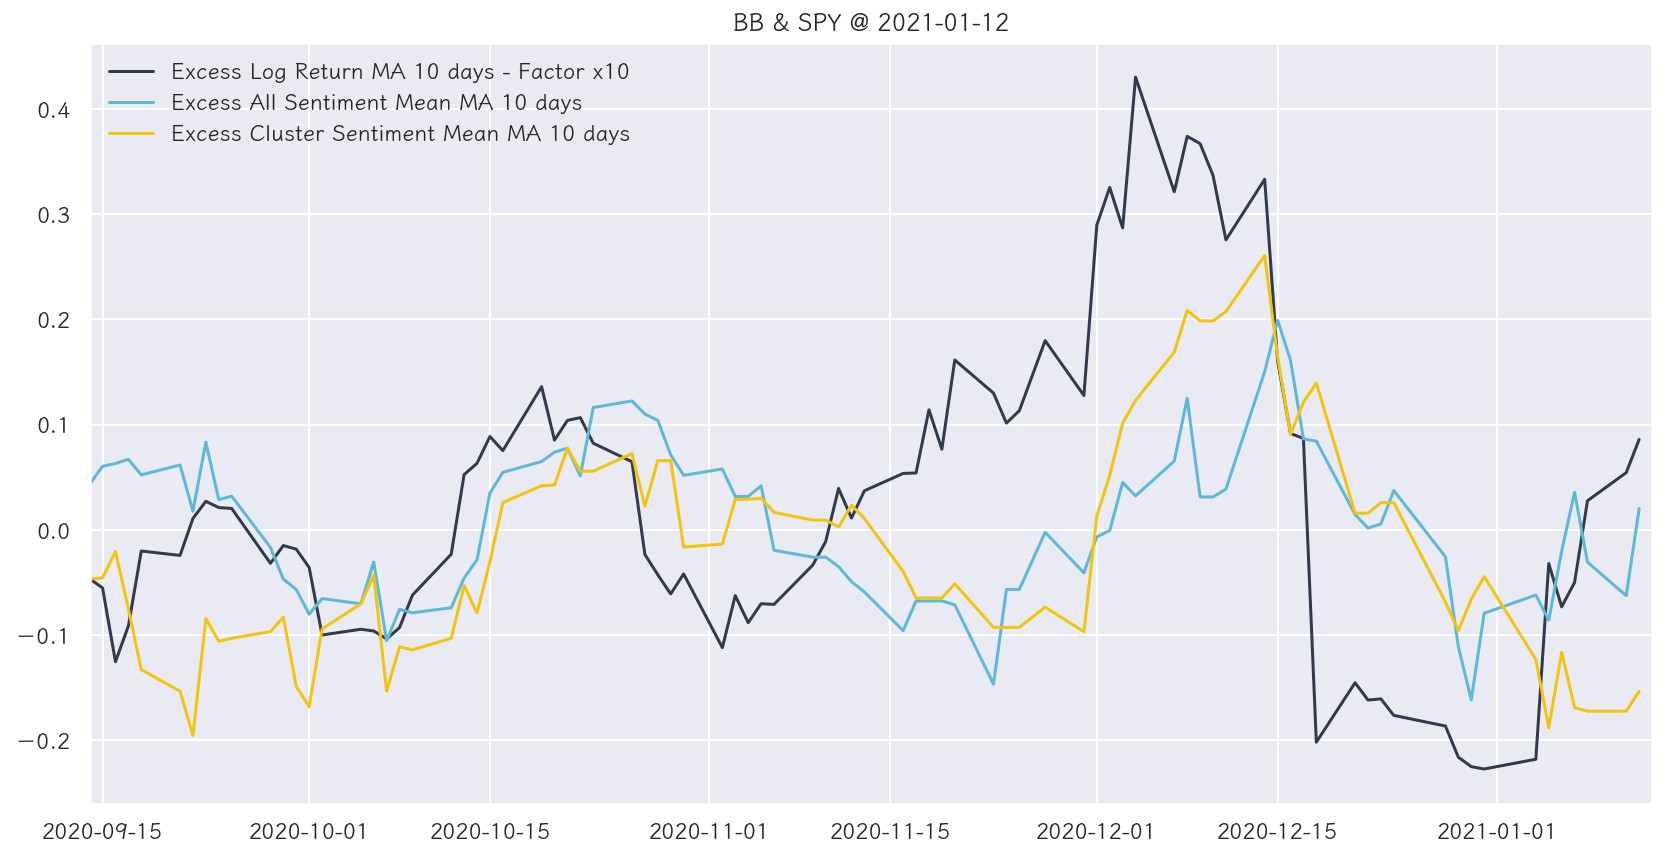 BB & SPY @ 2021-01-12
Excess Log Return MA 10 days - Factor x10
Excess All Sentiment Mean MA 10 days
Excess Cluster Sentiment Mean MA 10 days
0.4
0.3
0.2
0.1
0.0
−0.1
−0.2
2020-09-15 2020-10-01 2020-10-15 2020-11-01 2020-11-15 2020-12-01 2020-12-15 2021-01-01